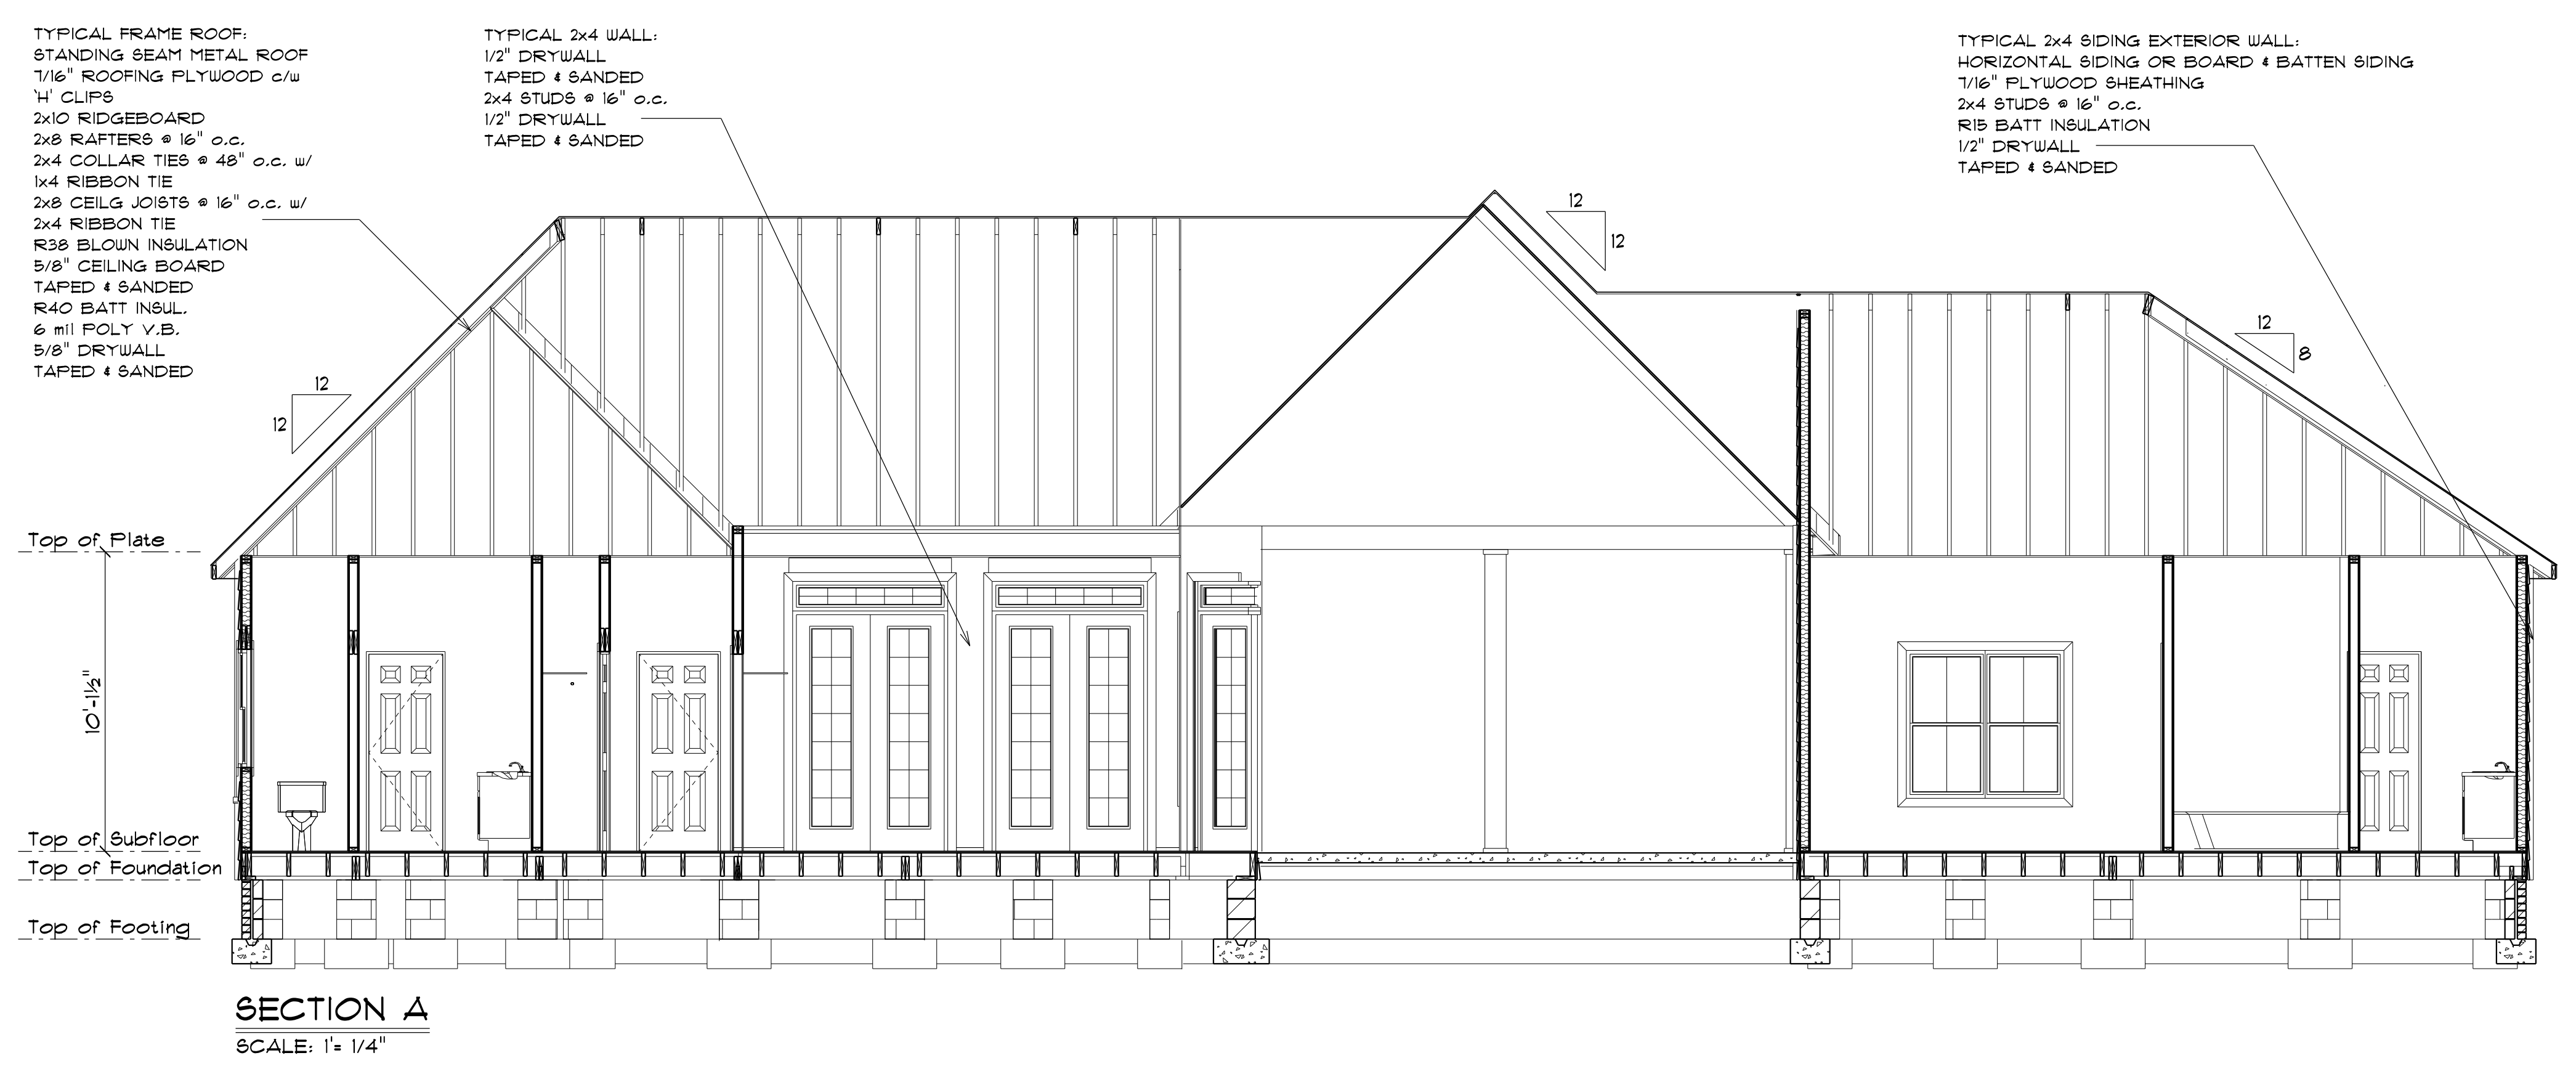 TYPICAL FRAME ROOF:
STANDING SEAM METAL ROOF
7/16" ROOFING PLYWOOD c/w
'H' CLIPS
2x10 RIDGEBOARD
2x8 RAFTERS @ 16" o.c.
2x4 COLLAR TIES @ 48" o.c. w/
1x4 RIBBON TIE
2x8 CEILG JOISTS @ 16" o.c. w/
2x4 RIBBON TIE
R38 BLOWN INSULATION
5/8" CEILING BOARD
TAPED & SANDED
R40 BATT INSUL.
6 mil POLY V.B.
5/8" DRYWALL
TAPED & SANDED
TYPICAL 2x4 WALL:
1/2" DRYWALL
TAPED & SANDED
2x4 STUDS @ 16" o.c.
1/2" DRYWALL
TAPED & SANDED
TYPICAL 2x4 SIDING EXTERIOR WALL:
HORIZONTAL SIDING OR BOARD & BATTEN SIDING
7/16" PLYWOOD SHEATHING
2x4 STUDS @ 16" o.c.
R15 BATT INSULATION
1/2" DRYWALL
TAPED & SANDED
12
12
12
8
12
12
Top of Plate
10'-1½"
Top of Subfloor
Top of Foundation
Top of Footing
SECTION A
SCALE: 1'= 1/4"